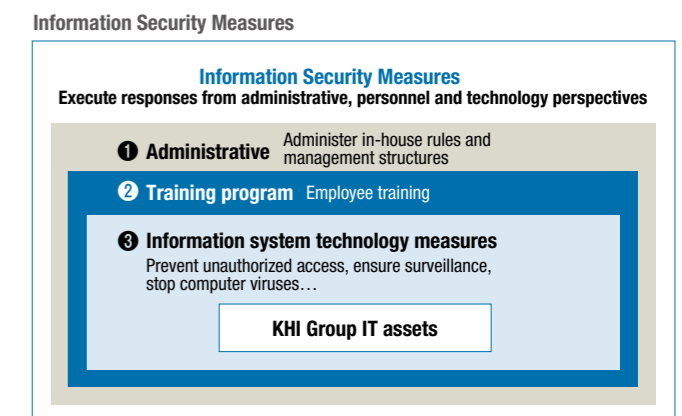 Information Security Measures
Information Security Measures
Execute responses from administrative, personnel and technology perspectives
❶ Administrative Administer in-house rules and
management structures
❷ Training program Employee training
❸ Information system technology measures
Prevent unauthorized access, ensure surveillance,
stop computer viruses…
KHI Group IT assets